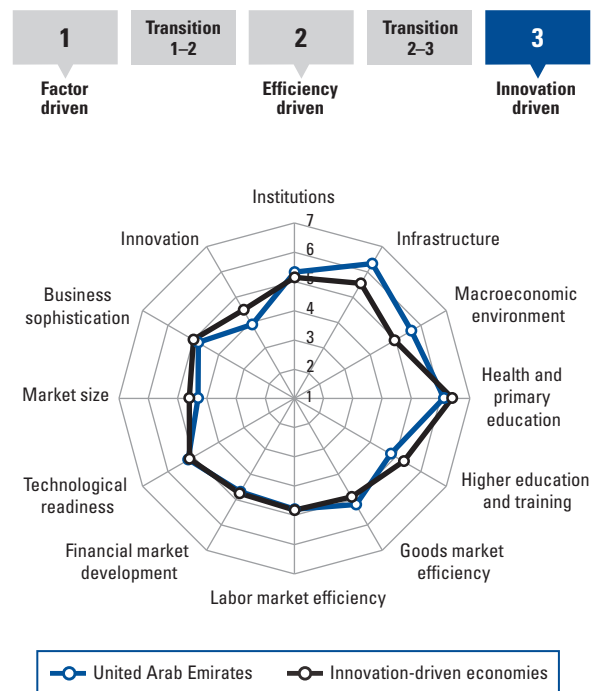 1
Transition
1–2
2
Transition
2–3
3
Factor
driven
Efficiency
driven
Innovation
driven
Institutions
7
Innovation
Infrastructure
6
5
Business
sophistication
Macroeconomic
environment
4
3
2
Market size
1
Health and
primary
education
Technological
readiness
Higher education
and training
Financial market
development
Goods market
efficiency
Labor market efficiency
United Arab Emirates
Innovation-driven economies